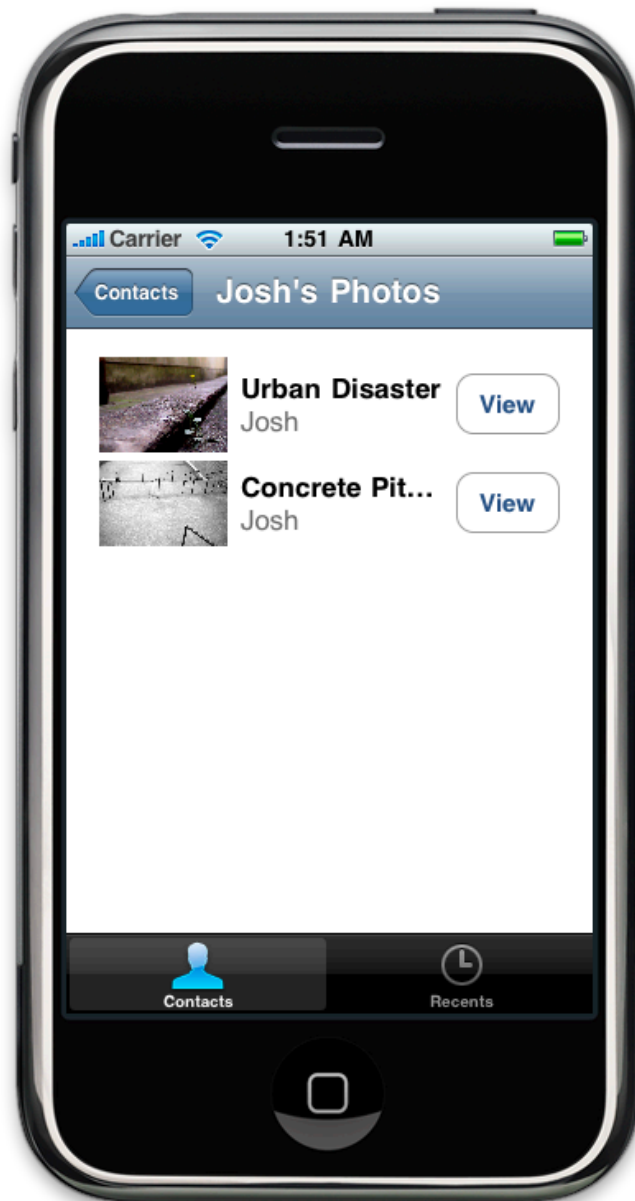 Carrier 1:51 AM
Contacts Josh's Photos
Urban Disaster
Josh
View
Concrete Pit...
Josh
View
Contacts Recents